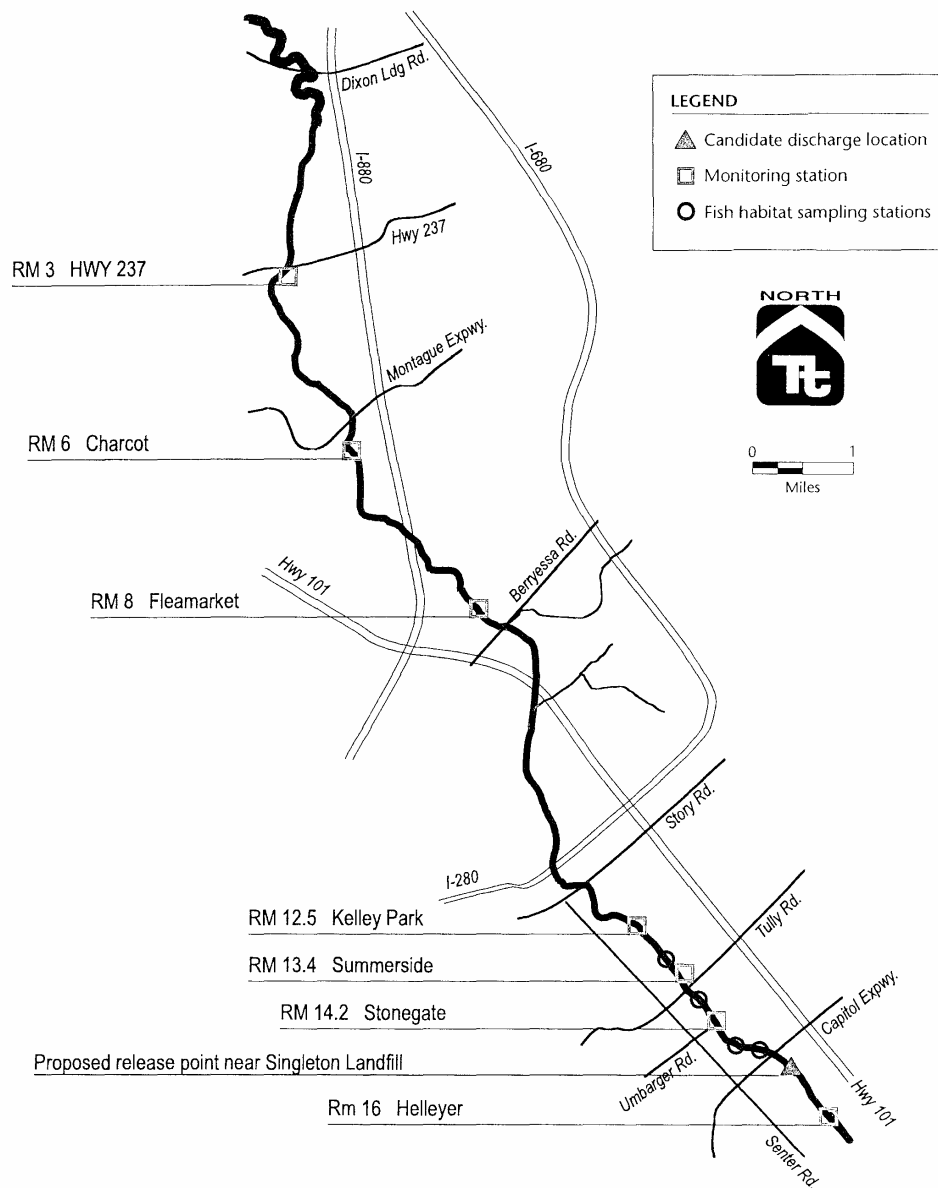 Dixon Ldg Rd.
I-880
I-680
LEGEND
Candidate discharge location
Monitoring station
Fish habitat sampling stations
Hwy 237
RM 3 HWY 237
NORTH
Tt
Montague Expwy.
RM 6 Charcot
0 1
Miles
Hwy 101
Berryessa Rd.
RM 8 Fleamarket
Story Rd.
I-280
RM 12.5 Kelley Park
Tully Rd.
RM 13.4 Summerside
RM 14.2 Stonegate
Capitol Expwy.
Proposed release point near Singleton Landfill
Umbarger Rd.
Hwy 101
Rm 16 Helleyer
Senter Rd.